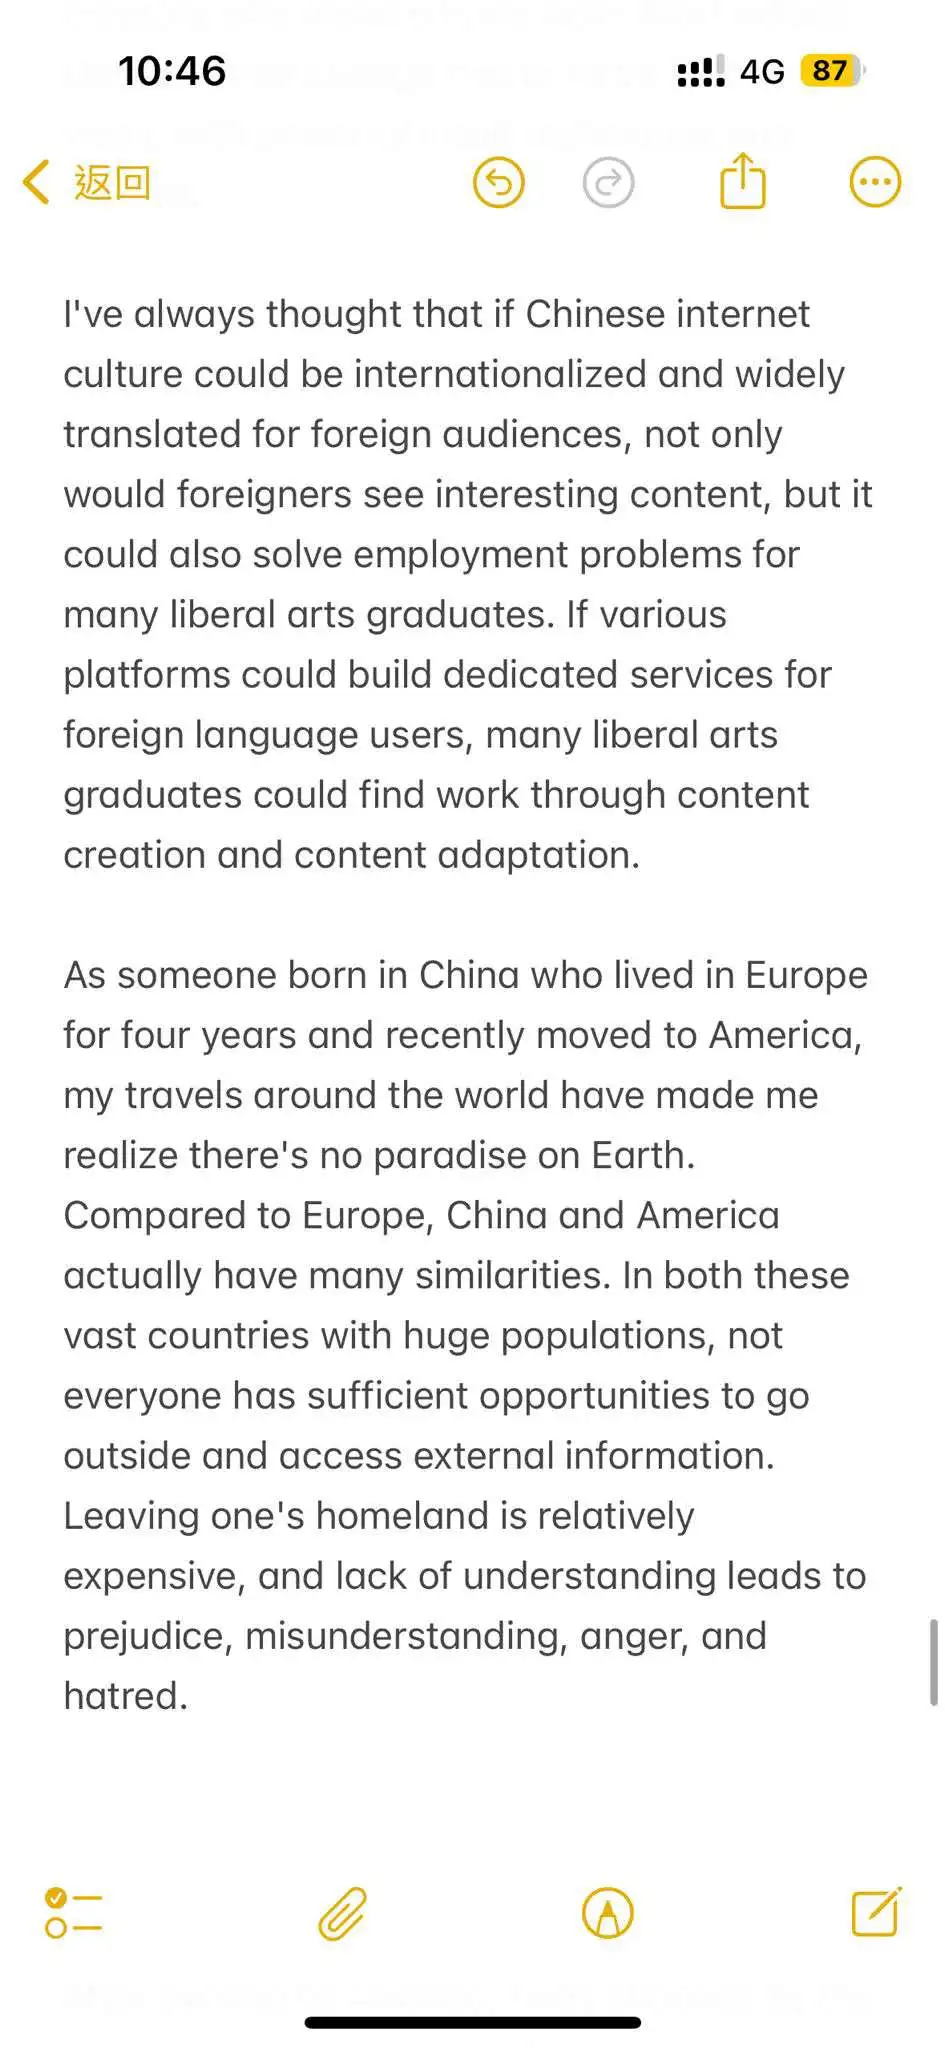 10:46
4G
87
返回
I've always thought that if Chinese internet
culture could be internationalized and widely
translated for foreign audiences, not only
would foreigners see interesting content, but it
could also solve employment problems for
many liberal arts graduates. If various
platforms could build dedicated services for
foreign language users, many liberal arts
graduates could find work through content
creation and content adaptation.
As someone born in China who lived in Europe
for four years and recently moved to America,
my travels around the world have made me
realize there's no paradise on Earth.
Compared to Europe, China and America
actually have many similarities. In both these
vast countries with huge populations, not
everyone has sufficient opportunities to go
outside and access external information.
Leaving one's homeland is relatively
expensive, and lack of understanding leads to
prejudice, misunderstanding, anger, and
hatred.